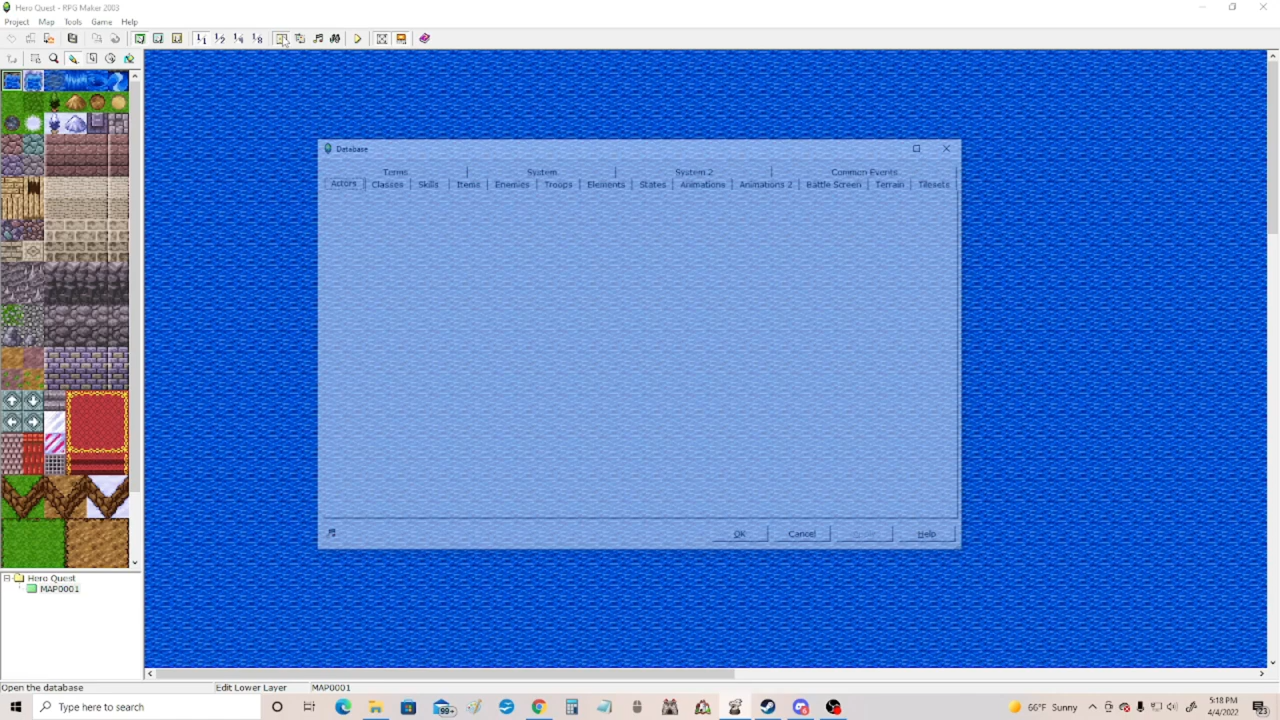 Hero Quest - RPG Maker 2003
Project Map Tools Game Help
Database
Terms System System 2 Common Events
Actors Classes Skills Items Enemies Troops Elements States Animations Animations 2 Battle Screen Terrain Tilesets
OK Cancel Help
Hero Quest
MAP0001
Open the database Edit Lower Layer MAP0001
Type here to search
99+
66°F Sunny
5:18 PM
4/4/2022
23